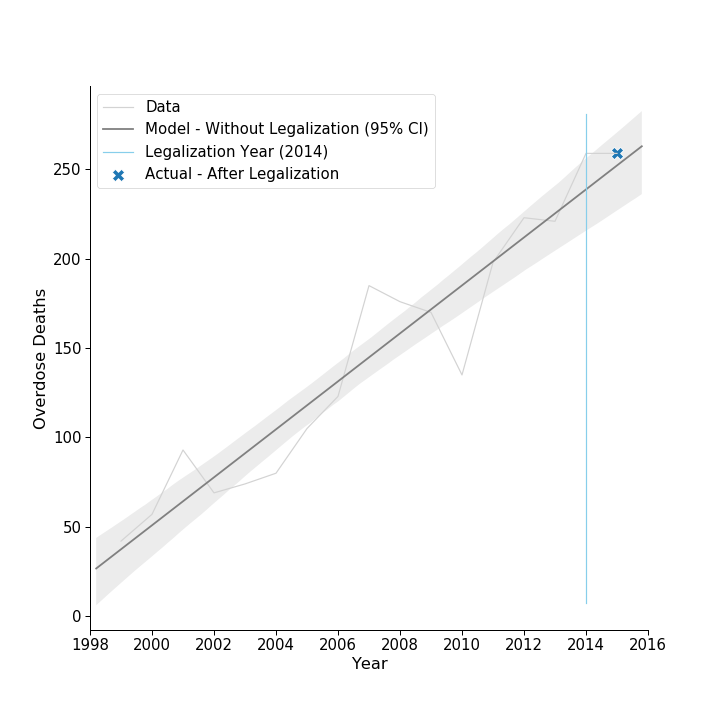 Data
Model - Without Legalization (95% CI)
Legalization Year (2014)
Actual - After Legalization
250
200
150
100
50
0
Overdose Deaths
1998 2000 2002 2004 2006 2008 2010 2012 2014 2016
Year